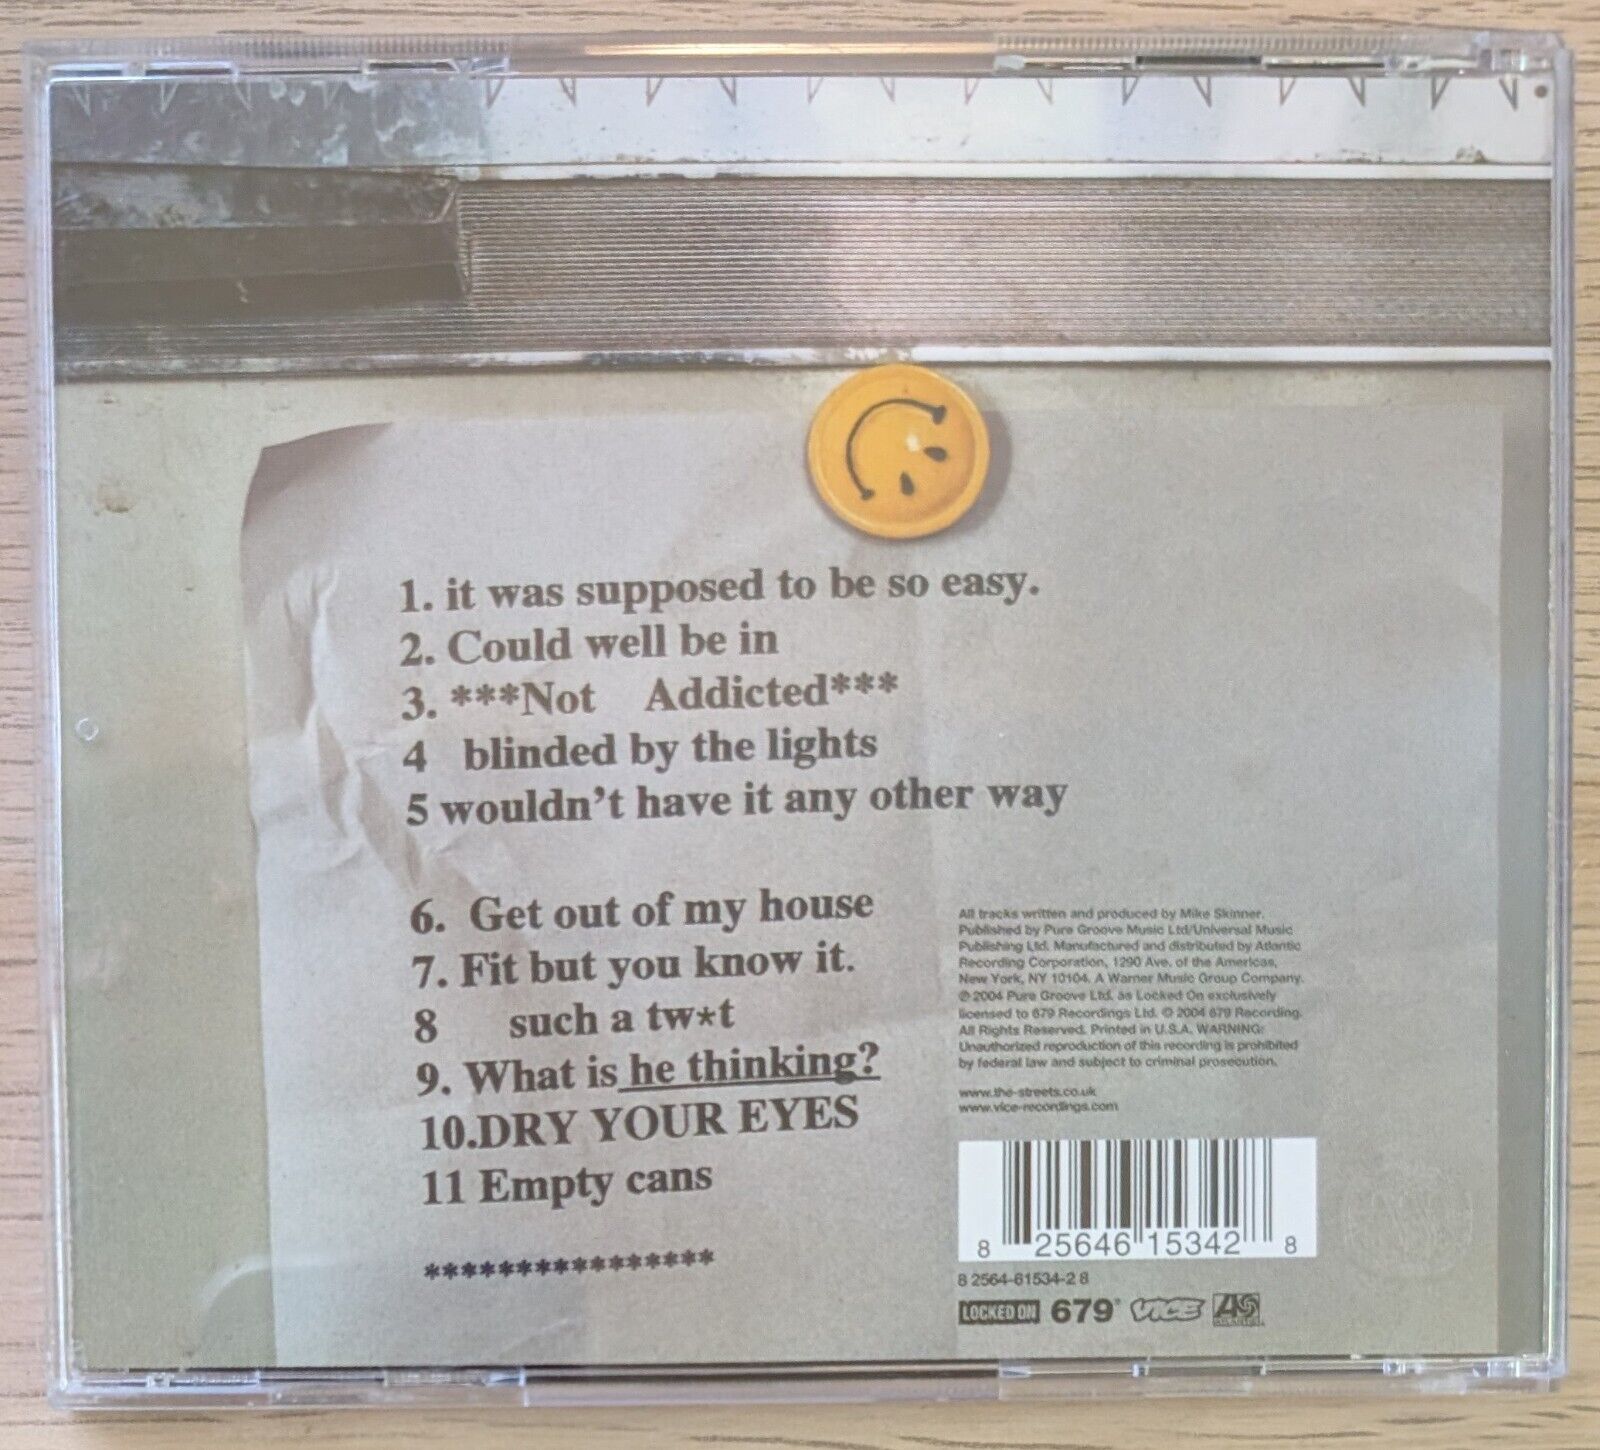 1. it was supposed to be so easy.
2. Could well be in
3. ***Not Addicted***
4 blinded by the lights
5 wouldn't have it any other way
6. Get out of my house
7. Fit but you know it.
8 such a tw*t
9. What is he thinking?
10.DRY YOUR EYES
11 Empty cans
****************
All tracks written and produced by Mike Skinner.
Published by Pure Groove Music Ltd/Universal Music
Publishing Ltd. Manufactured and distributed by Atlantic
Recording Corporation, 1290 Ave. of the Americas,
New York, NY 10104. A Warner Music Group Company.
℗ 2004 Pure Groove Ltd. as Locked On exclusively
licensed to 679 Recordings Ltd. © 2004 679 Recording.
All Rights Reserved. Printed in U.S.A. WARNING:
Unauthorized reproduction of this recording is prohibited
by federal law and subject to criminal prosecution.
www.the-streets.co.uk
www.vice-recordings.com
8 25646 15342 8
8 2564-61534-2 8
LOCKED ON 679 VICE